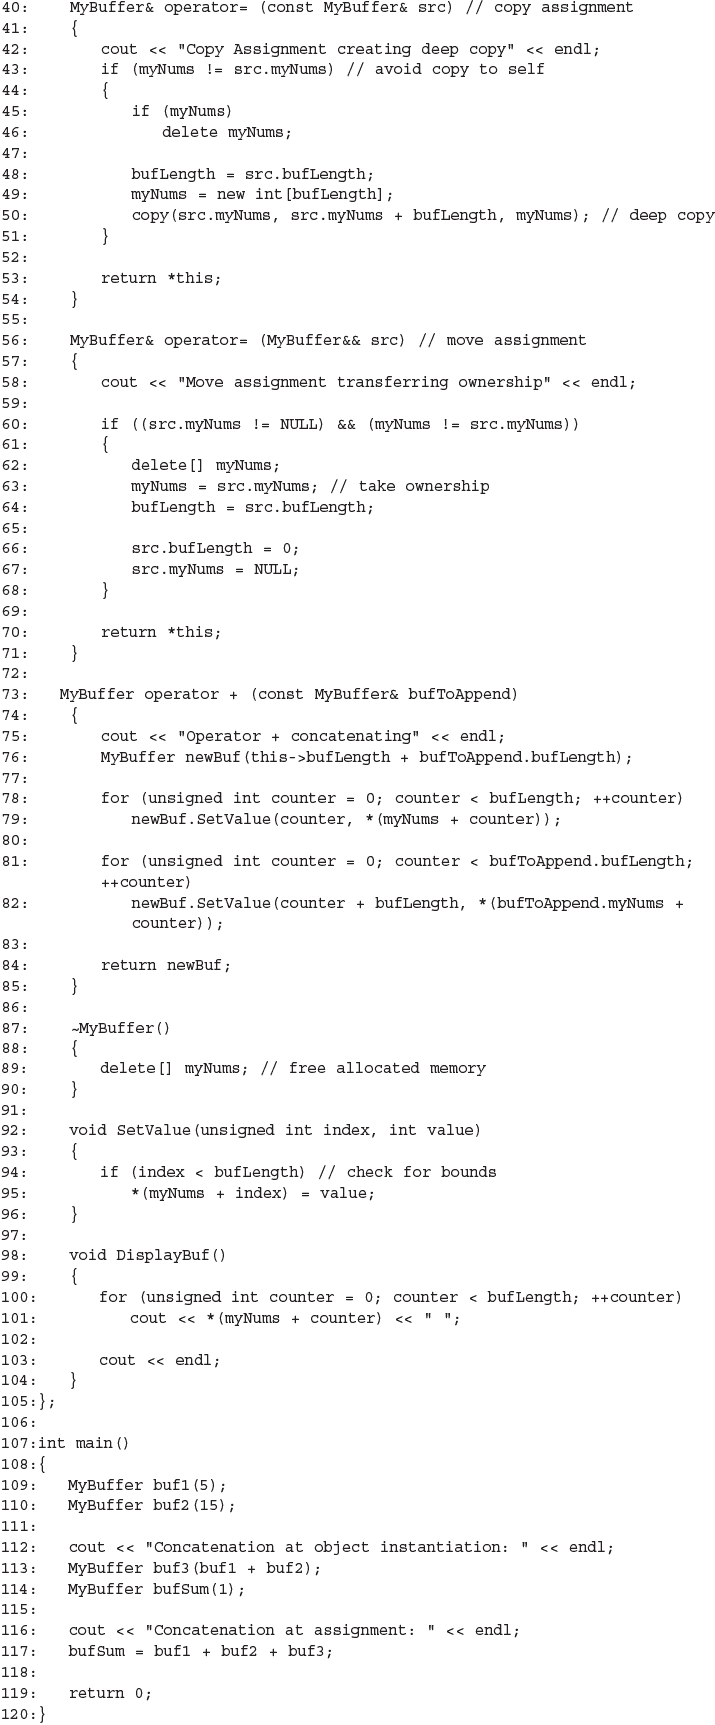 40:    MyBuffer& operator= (const MyBuffer& src) // copy assignment
41:    {
42:       cout << "Copy Assignment creating deep copy" << endl;
43:       if (myNums != src.myNums) // avoid copy to self
44:       {
45:          if (myNums)
46:             delete myNums;
47:
48:          bufLength = src.bufLength;
49:          myNums = new int[bufLength];
50:          copy(src.myNums, src.myNums + bufLength, myNums); // deep copy
51:       }
52:
53:       return *this;
54:    }
55:
56:    MyBuffer& operator= (MyBuffer&& src) // move assignment
57:    {
58:       cout << "Move assignment transferring ownership" << endl;
59:
60:       if ((src.myNums != NULL) && (myNums != src.myNums))
61:       {
62:          delete[] myNums;
63:          myNums = src.myNums; // take ownership
64:          bufLength = src.bufLength;
65:
66:          src.bufLength = 0;
67:          src.myNums = NULL;
68:       }
69:
70:       return *this;
71:    }
72:
73:   MyBuffer operator + (const MyBuffer& bufToAppend)
74:    {
75:       cout << "Operator + concatenating" << endl;
76:       MyBuffer newBuf(this->bufLength + bufToAppend.bufLength);
77:
78:       for (unsigned int counter = 0; counter < bufLength; ++counter)
79:          newBuf.SetValue(counter, *(myNums + counter));
80:
81:       for (unsigned int counter = 0; counter < bufToAppend.bufLength;
++counter)
82:          newBuf.SetValue(counter + bufLength, *(bufToAppend.myNums +
counter));
83:
84:       return newBuf;
85:    }
86:
87:    ~MyBuffer()
88:    {
89:       delete[] myNums; // free allocated memory
90:    }
91:
92:    void SetValue(unsigned int index, int value)
93:    {
94:       if (index < bufLength) // check for bounds
95:          *(myNums + index) = value;
96:    }
97:
98:    void DisplayBuf()
99:    {
100:      for (unsigned int counter = 0; counter < bufLength; ++counter)
101:         cout << *(myNums + counter) << " ";
102:
103:      cout << endl;
104:   }
105:};
106:
107:int main()
108:{
109:   MyBuffer buf1(5);
110:   MyBuffer buf2(15);
111:
112:   cout << "Concatenation at object instantiation: " << endl;
113:   MyBuffer buf3(buf1 + buf2);
114:   MyBuffer bufSum(1);
115:
116:   cout << "Concatenation at assignment: " << endl;
117:   bufSum = buf1 + buf2 + buf3;
118:
119:   return 0;
120:}